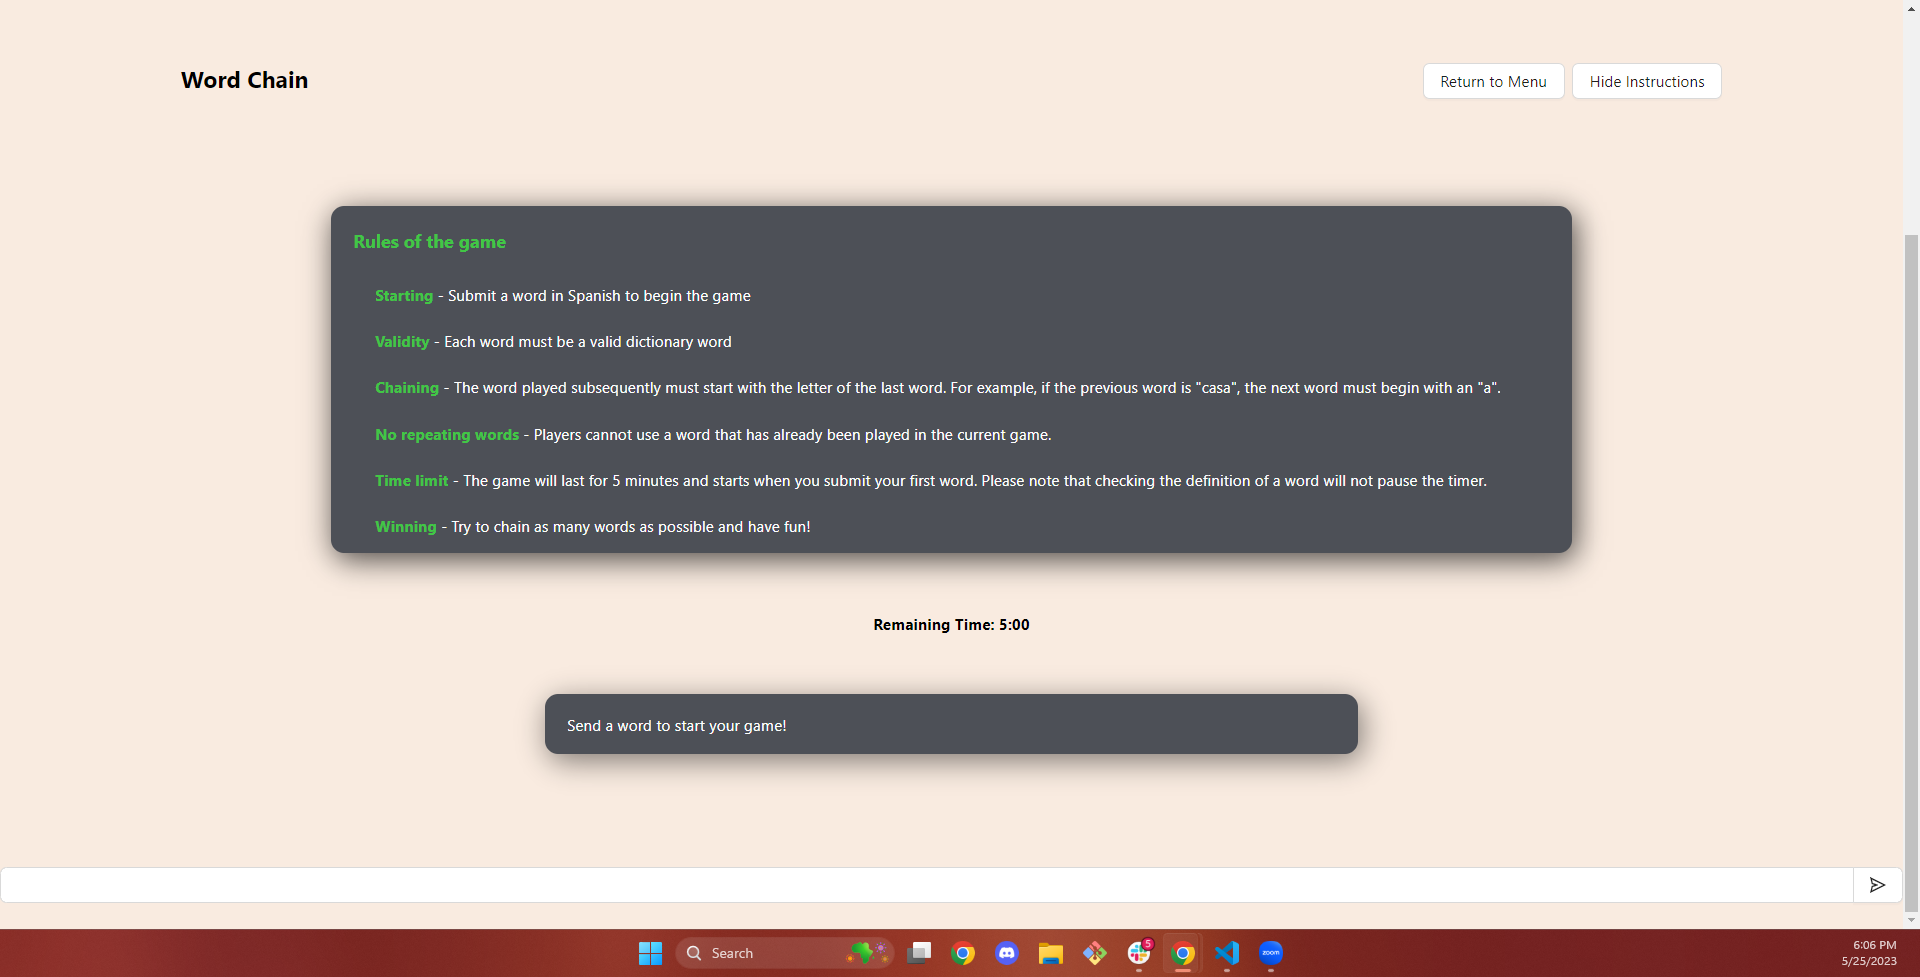 Word Chain
Return to Menu
Hide Instructions
Rules of the game
Starting - Submit a word in Spanish to begin the game
Validity - Each word must be a valid dictionary word
Chaining - The word played subsequently must start with the letter of the last word. For example, if the previous word is "casa", the next word must begin with an "a".
No repeating words - Players cannot use a word that has already been played in the current game.
Time limit - The game will last for 5 minutes and starts when you submit your first word. Please note that checking the definition of a word will not pause the timer.
Winning - Try to chain as many words as possible and have fun!
Remaining Time: 5:00
Send a word to start your game!
Search
5
zoom
6:06 PM
5/25/2023